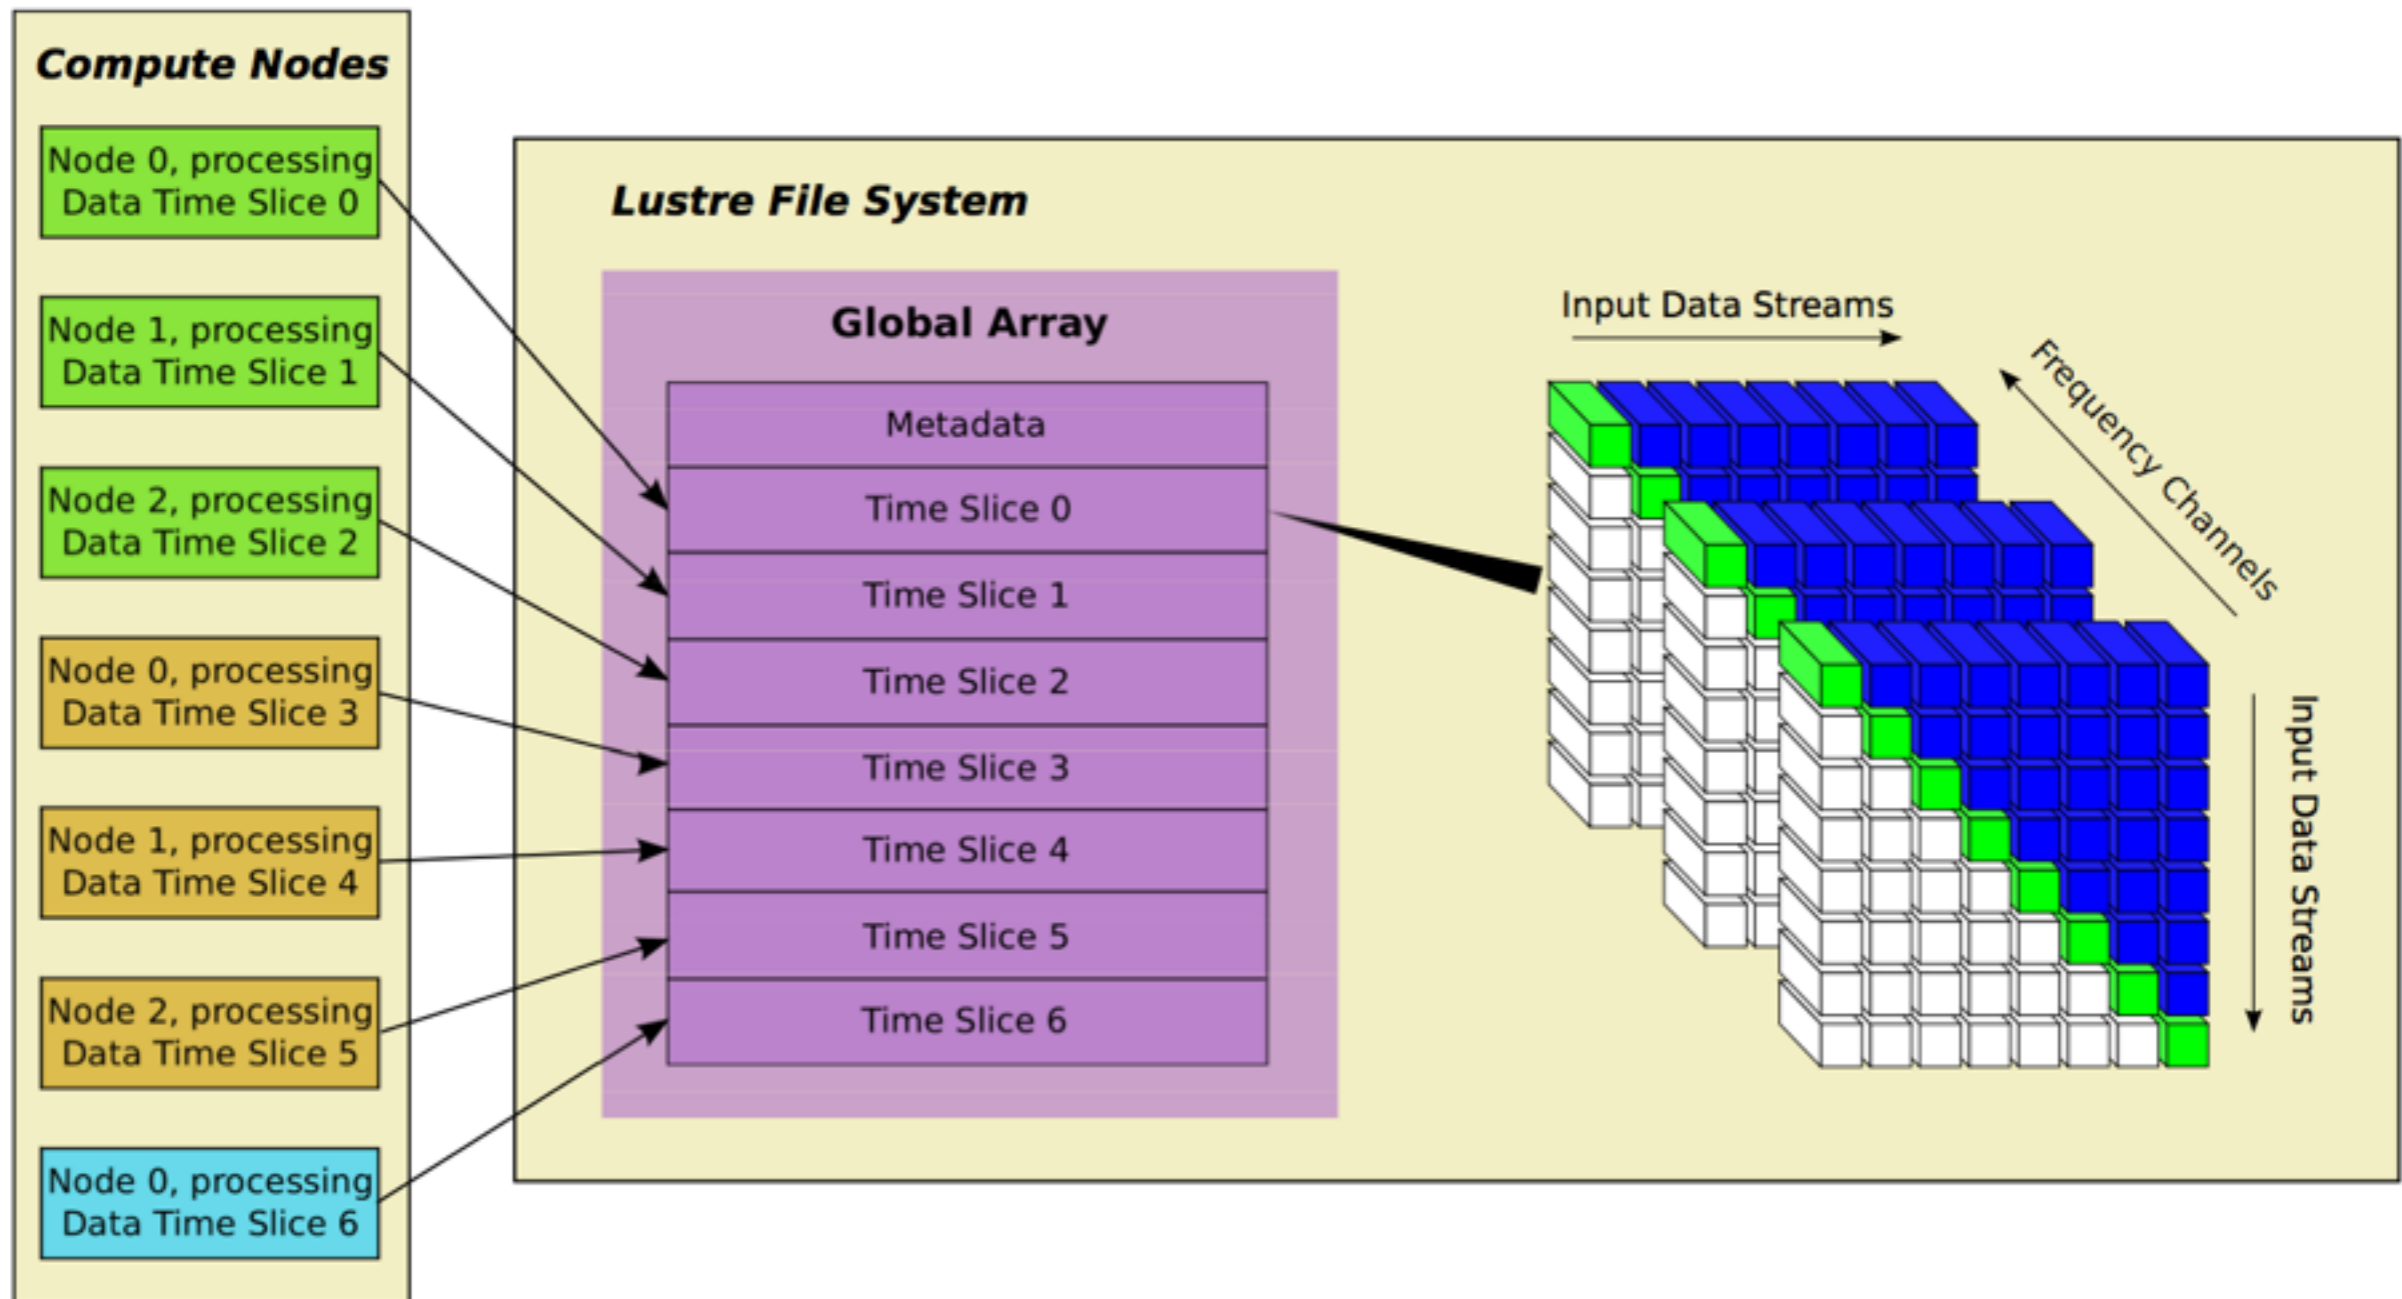 Compute Nodes
Node 0, processing
Data Time Slice 0
Node 1, processing
Data Time Slice 1
Node 2, processing
Data Time Slice 2
Node 0, processing
Data Time Slice 3
Node 1, processing
Data Time Slice 4
Node 2, processing
Data Time Slice 5
Node 0, processing
Data Time Slice 6
Lustre File System
Global Array
Metadata
Time Slice 0
Time Slice 1
Time Slice 2
Time Slice 3
Time Slice 4
Time Slice 5
Time Slice 6
Input Data Streams
Frequency Channels
Input Data Streams